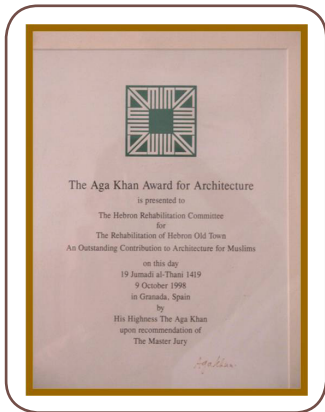 The Aga Khan Award for Architecture
is presented to
The Hebron Rehabilitation Committee
for
The Rehabilitation of Hebron Old Town
An Outstanding Contribution to Architecture for Muslims
on this day
19 Jumadi al-Thani 1419
9 October 1998
in Granada, Spain
by
His Highness The Aga Khan
upon recommendation of
The Master Jury
Aga Khan